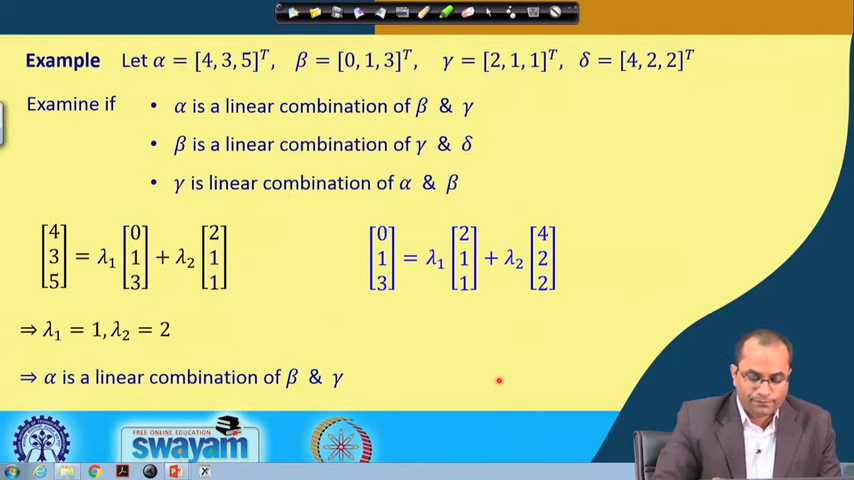 Example Let α = [4, 3, 5]ᵀ, β = [0, 1, 3]ᵀ, γ = [2, 1, 1]ᵀ, δ = [4, 2, 2]ᵀ
Examine if • α is a linear combination of β & γ
• β is a linear combination of γ & δ
• γ is linear combination of α & β
[4 3 5] = λ₁ [0 1 3] + λ₂ [2 1 1]
[0 1 3] = λ₁ [2 1 1] + λ₂ [4 2 2]
⇒ λ₁ = 1, λ₂ = 2
⇒ α is a linear combination of β & γ
FREE ONLINE EDUCATION
swayam